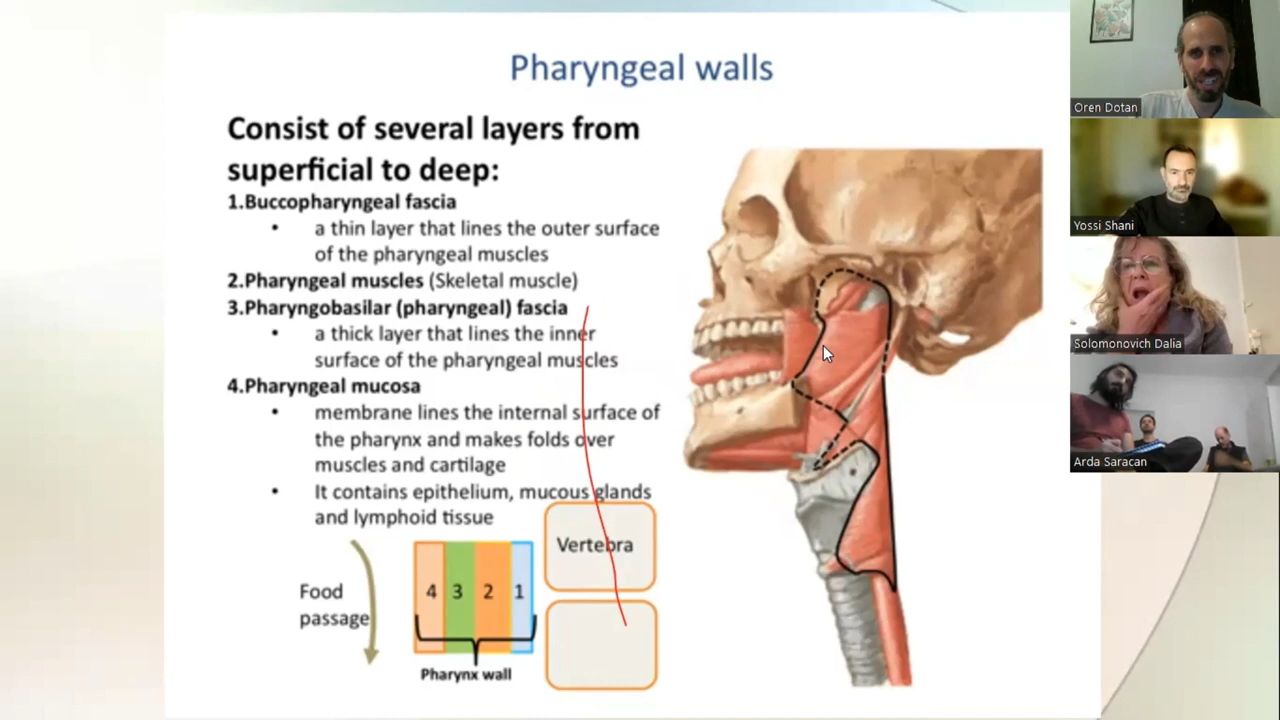 Pharyngeal walls
Consist of several layers from
superficial to deep:
1.Buccopharyngeal fascia
• a thin layer that lines the outer surface
of the pharyngeal muscles
2.Pharyngeal muscles (Skeletal muscle)
3.Pharyngobasilar (pharyngeal) fascia
• a thick layer that lines the inner
surface of the pharyngeal muscles
4.Pharyngeal mucosa
• membrane lines the internal surface of
the pharynx and makes folds over
muscles and cartilage
• It contains epithelium, mucous glands
and lymphoid tissue
Food
passage
4 3 2 1
Pharynx wall
Vertebra
Oren Dotan
Yossi Shani
Solomonovich Dalia
Arda Saracan